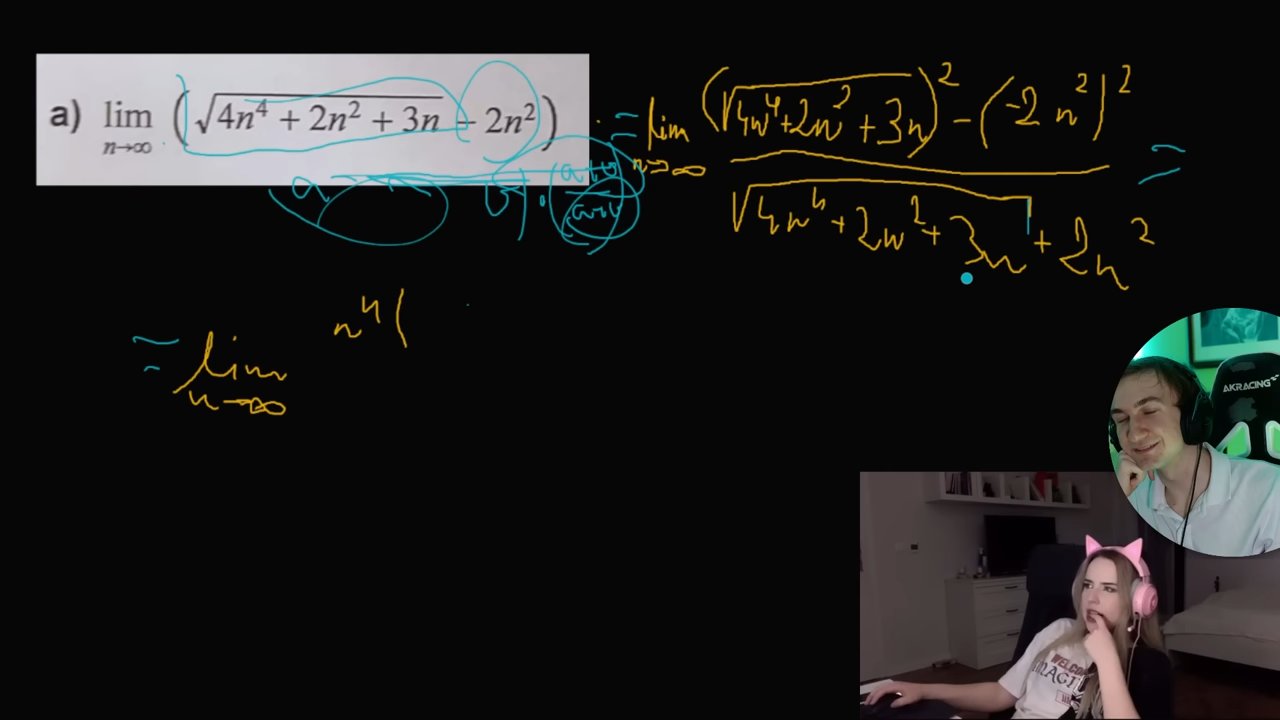 a) lim n→∞ (√4n⁴ + 2n² + 3n − 2n²)
= lim n→∞ (√4n⁴+2n²+3n)² − (−2n²)² / √4n⁴+2n²+3n + 2n² =
a b) · (a+b / a+b)
= lim n→∞ n⁴(
AKRACING
WELCO